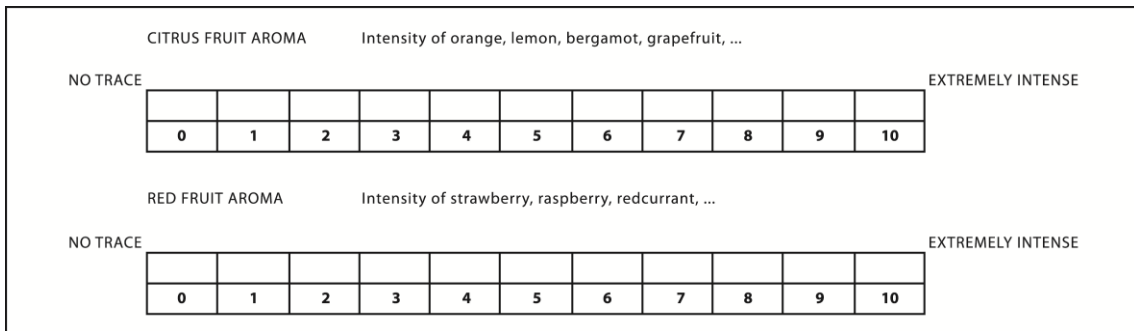 CITRUS FRUIT AROMA Intensity of orange, lemon, bergamot, grapefruit, ...
NO TRACE EXTREMELY INTENSE
0 1 2 3 4 5 6 7 8 9 10
RED FRUIT AROMA Intensity of strawberry, raspberry, redcurrant, ...
NO TRACE EXTREMELY INTENSE
0 1 2 3 4 5 6 7 8 9 10